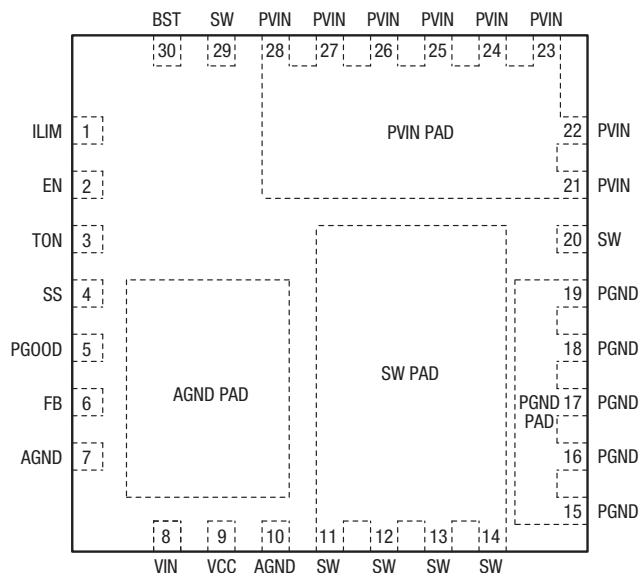 BST SW PVIN PVIN PVIN PVIN PVIN PVIN
30 29 28 27 26 25 24 23
ILIM 1
PVIN PAD
22 PVIN
EN 2
21 PVIN
TON 3
20 SW
SS 4
19 PGND
PGOOD 5
18 PGND
SW PAD
AGND PAD
FB 6
PGND
PAD
17 PGND
AGND 7
16 PGND
15 PGND
8 9 10 11 12 13 14
VIN VCC AGND SW SW SW SW